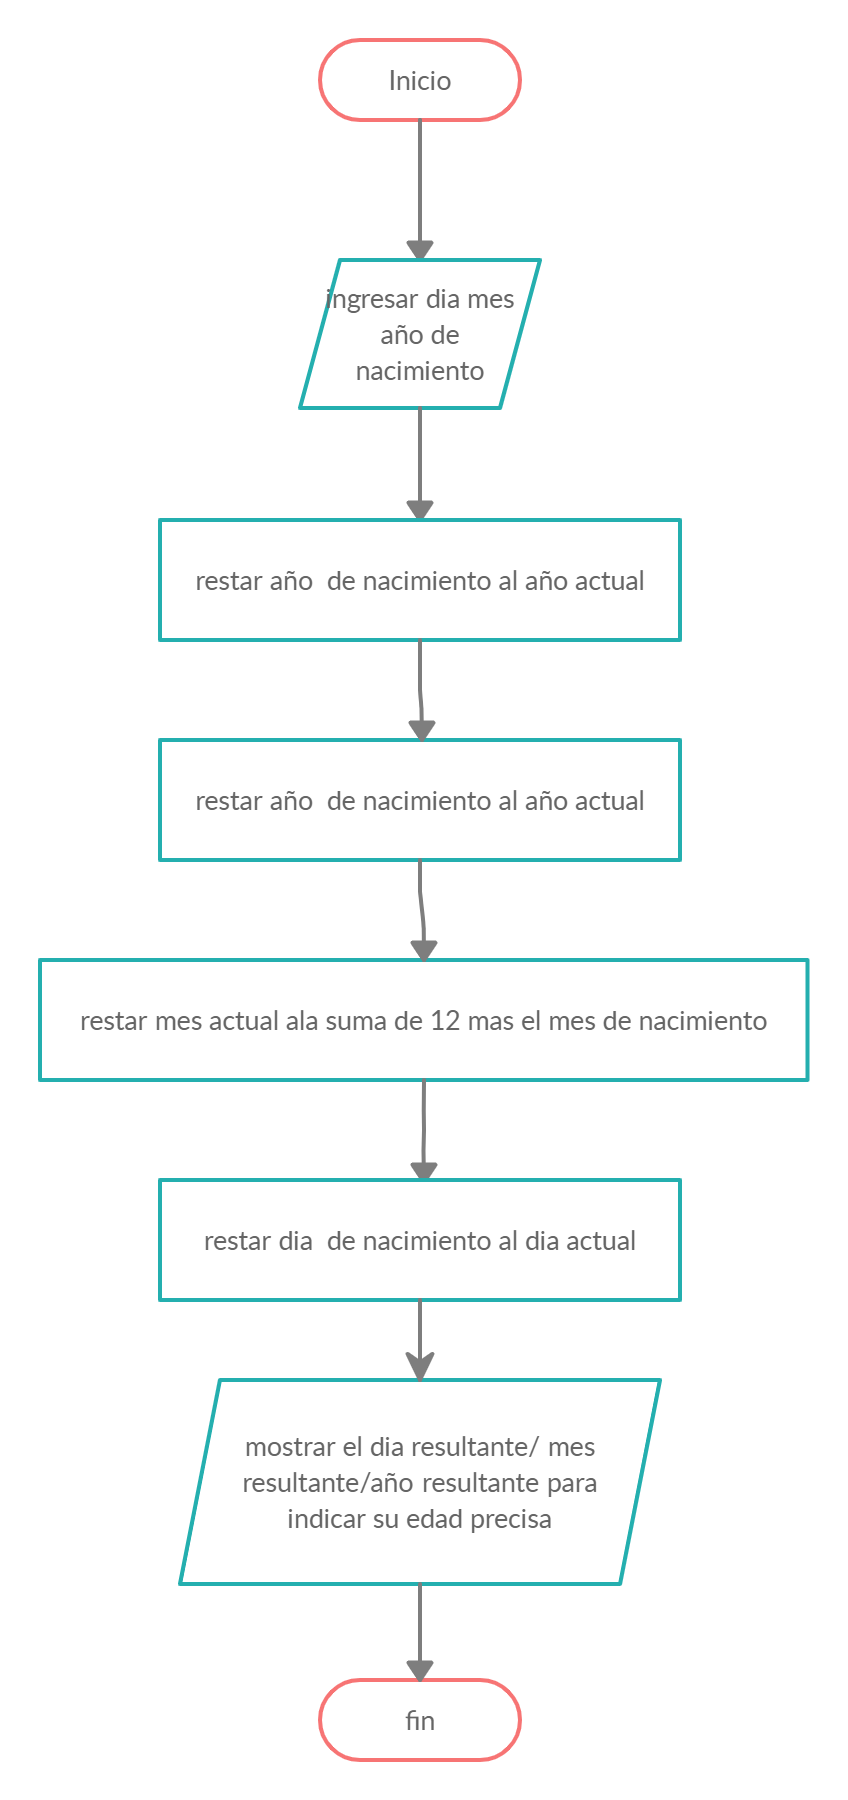 Inicio
ingresar dia mes
año de
nacimiento
restar año  de nacimiento al año actual
restar año  de nacimiento al año actual
restar mes actual ala suma de 12 mas el mes de nacimiento
restar dia  de nacimiento al dia actual
mostrar el dia resultante/ mes
resultante/año resultante para
indicar su edad precisa
fin